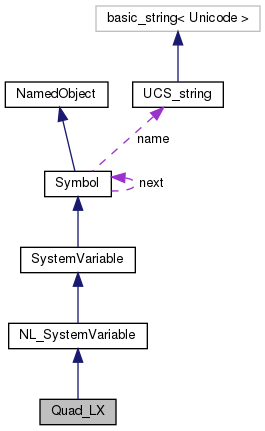 basic_string< Unicode >
NamedObject
UCS_string
name
Symbol
next
SystemVariable
NL_SystemVariable
Quad_LX